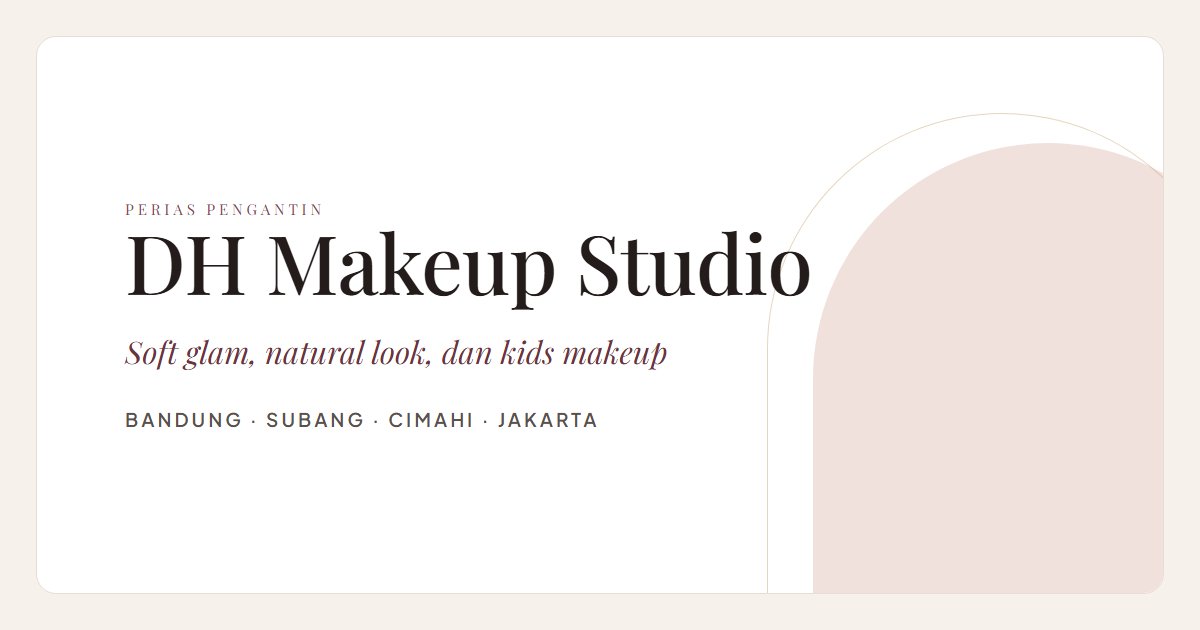 PERIAS PENGANTIN
DH Makeup Studio
Soft glam, natural look, dan kids makeup
BANDUNG · SUBANG · CIMAHI · JAKARTA